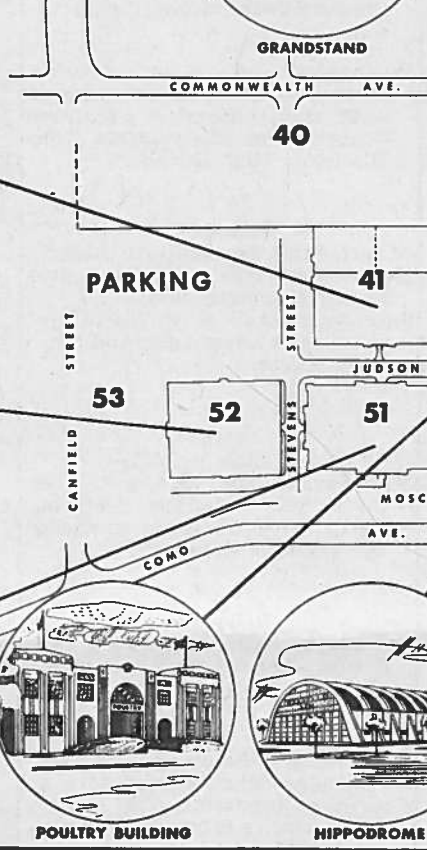 GRANDSTAND
COMMONWEALTH AVE.
40
PARKING
41
STREET
STREET
JUDSON
53
52
51
CANFIELD
STEVENS
MOSC
AVE.
COMO
POULTRY
POULTRY BUILDING
HIPPODROME